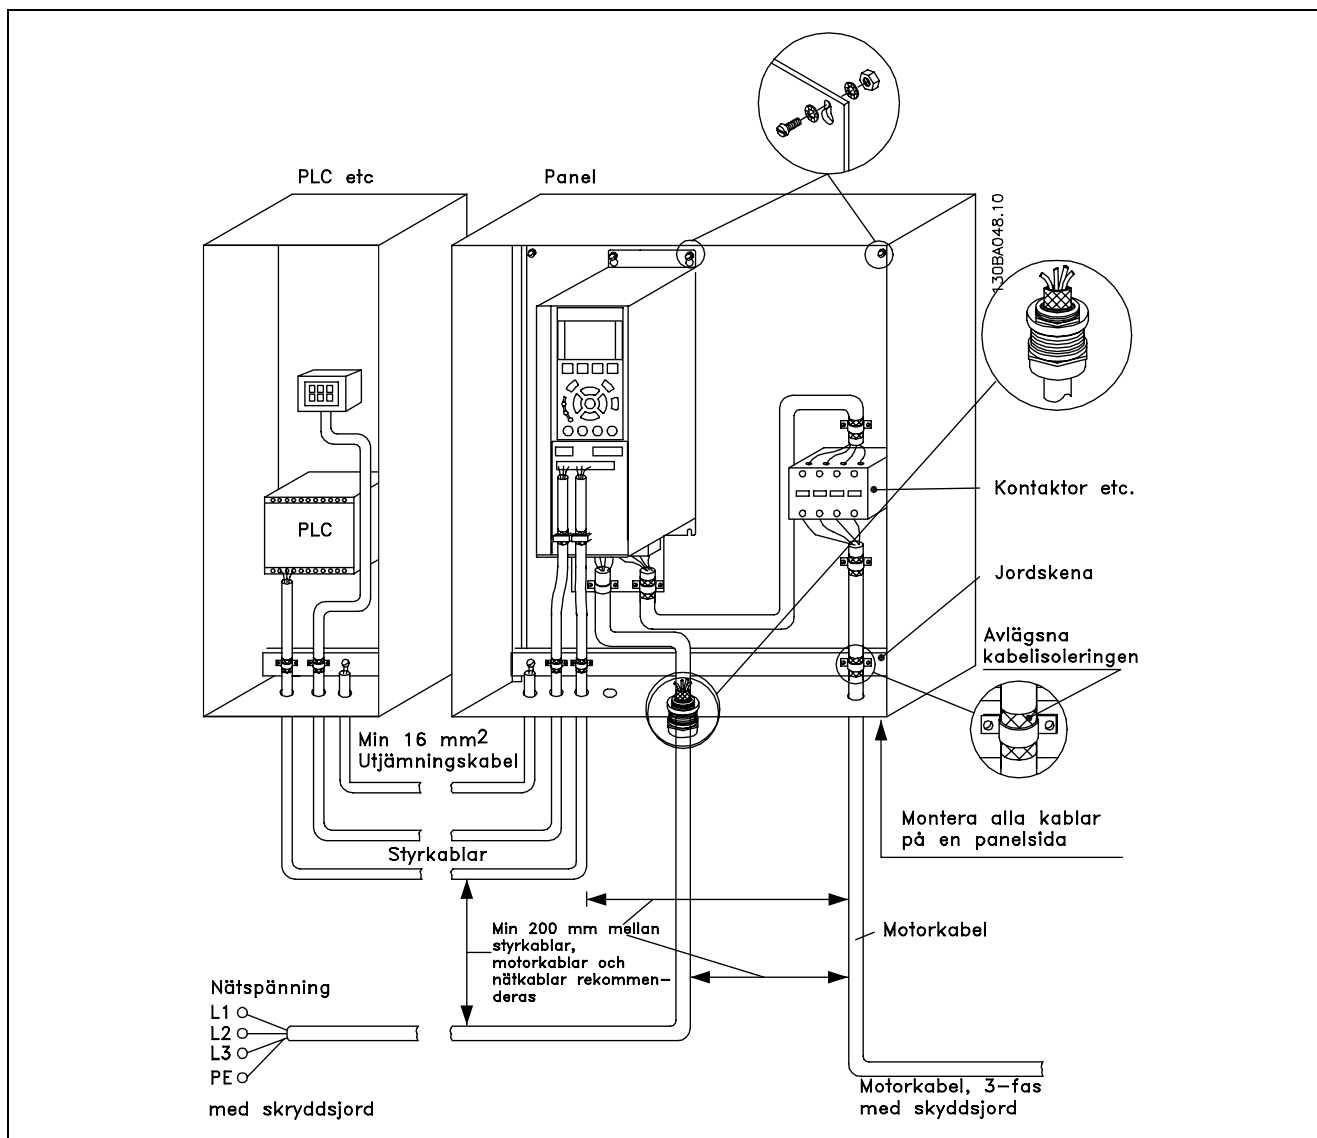 PLC etc
Panel
130BA048.10
PLC
Kontaktor etc.
Jordskena
Avlägsna
kabelisoleringen
Min 16 mm2
Utjämningskabel
Styrkablar
Montera alla kablar
på en panelsida
Min 200 mm mellan
styrkablar,
motorkablar och
nätkablar rekommen-
deras
Motorkabel
Nätspänning
L1
L2
L3
PE
med skryddsjord
Motorkabel, 3-fas
med skyddsjord